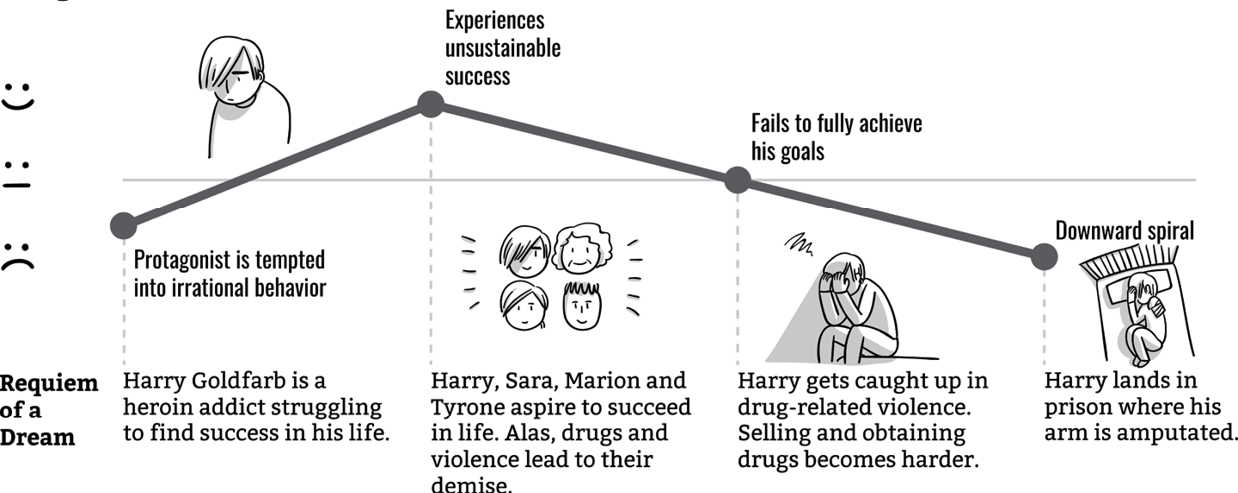 Experiences
unsustainable
success
Fails to fully achieve
his goals
Protagonist is tempted
into irrational behavior
Downward spiral
Requiem
of a
Dream
Harry Goldfarb is a
heroin addict struggling
to find success in his life.
Harry, Sara, Marion and
Tyrone aspire to succeed
in life. Alas, drugs and
violence lead to their
demise.
Harry gets caught up in
drug-related violence.
Selling and obtaining
drugs becomes harder.
Harry lands in
prison where his
arm is amputated.